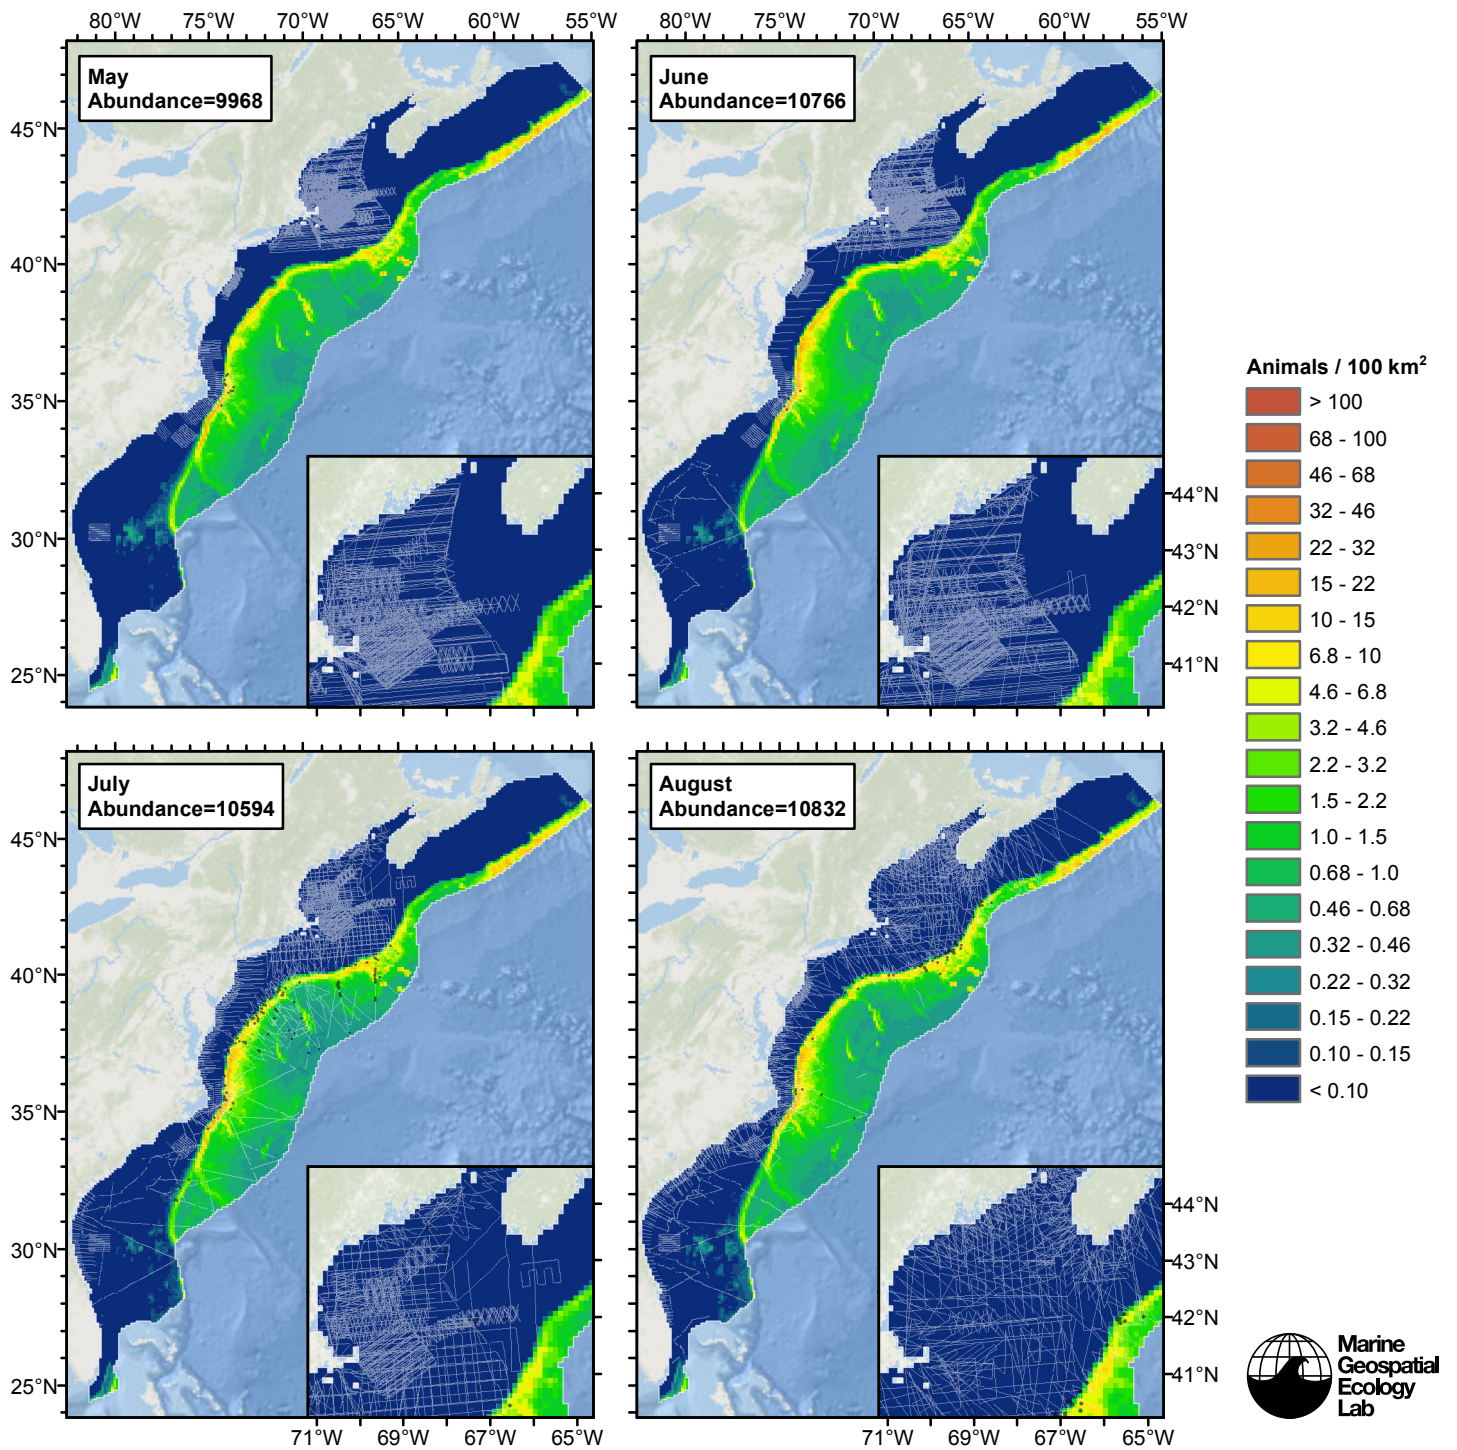 80°W 75°W 70°W 65°W 60°W 55°W 80°W 75°W 70°W 65°W 60°W 55°W
May
Abundance=9968
June
Abundance=10766
45°N
40°N
35°N
30°N
25°N
44°N
43°N
42°N
41°N
44°N
43°N
42°N
41°N
July
Abundance=10594
August
Abundance=10832
45°N
40°N
35°N
30°N
25°N
71°W 69°W 67°W 65°W 71°W 69°W 67°W 65°W
Animals / 100 km²
> 100
68 - 100
46 - 68
32 - 46
22 - 32
15 - 22
10 - 15
6.8 - 10
4.6 - 6.8
3.2 - 4.6
2.2 - 3.2
1.5 - 2.2
1.0 - 1.5
0.68 - 1.0
0.46 - 0.68
0.32 - 0.46
0.22 - 0.32
0.15 - 0.22
0.10 - 0.15
< 0.10
Marine
Geospatial
Ecology
Lab